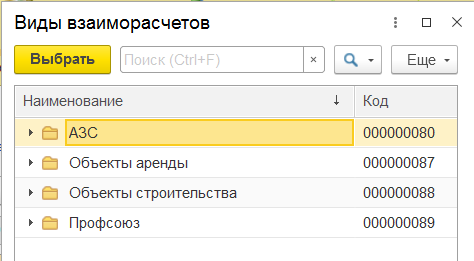 Виды взаиморасчетов
Выбрать Поиск (Ctrl+F) × Еще
Наименование ↓ Код
АЗС 000000080
Объекты аренды 000000087
Объекты строительства 000000088
Профсоюз 000000089